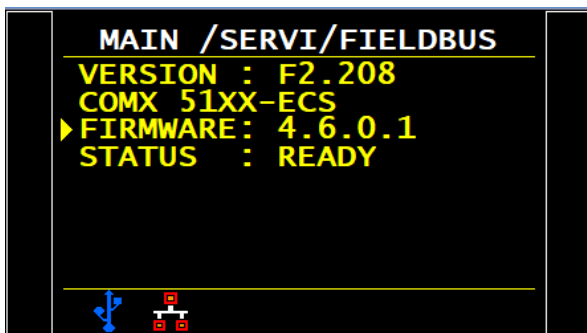 MAIN /SERVI/FIELDBUS
VERSION : F2.208
COMX 51XX-ECS
FIRMWARE: 4.6.0.1
STATUS : READY